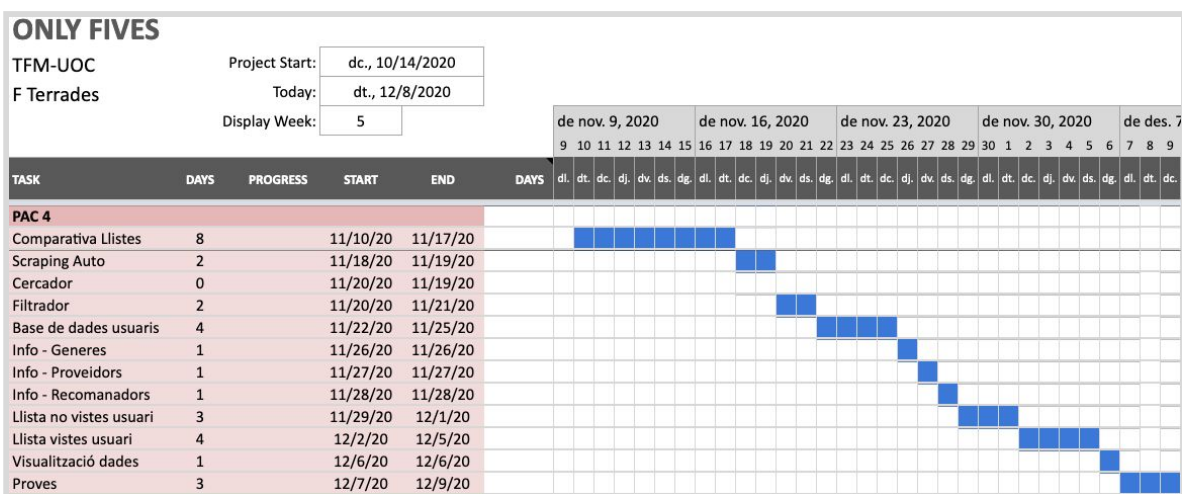 ONLY FIVES
TFM-UOC Project Start: dc., 10/14/2020
F Terrades Today: dt., 12/8/2020
Display Week: 5 de nov. 9, 2020 de nov. 16, 2020 de nov. 23, 2020 de nov. 30, 2020 de des. 7
9 10 11 12 13 14 15 16 17 18 19 20 21 22 23 24 25 26 27 28 29 30 1 2 3 4 5 6 7 8 9
TASK DAYS PROGRESS START END DAYS dl. dt. dc. dj. dv. ds. dg. dl. dt. dc. dj. dv. ds. dg. dl. dt. dc. dj. dv. ds. dg. dl. dt. dc. dj. dv. ds. dg. dl. dt. dc.
PAC 4
Comparativa Llistes 8 11/10/20 11/17/20
Scraping Auto 2 11/18/20 11/19/20
Cercador 0 11/20/20 11/19/20
Filtrador 2 11/20/20 11/21/20
Base de dades usuaris 4 11/22/20 11/25/20
Info - Generes 1 11/26/20 11/26/20
Info - Proveidors 1 11/27/20 11/27/20
Info - Recomanadors 1 11/28/20 11/28/20
Llista no vistes usuari 3 11/29/20 12/1/20
Llista vistes usuari 4 12/2/20 12/5/20
Visualització dades 1 12/6/20 12/6/20
Proves 3 12/7/20 12/9/20